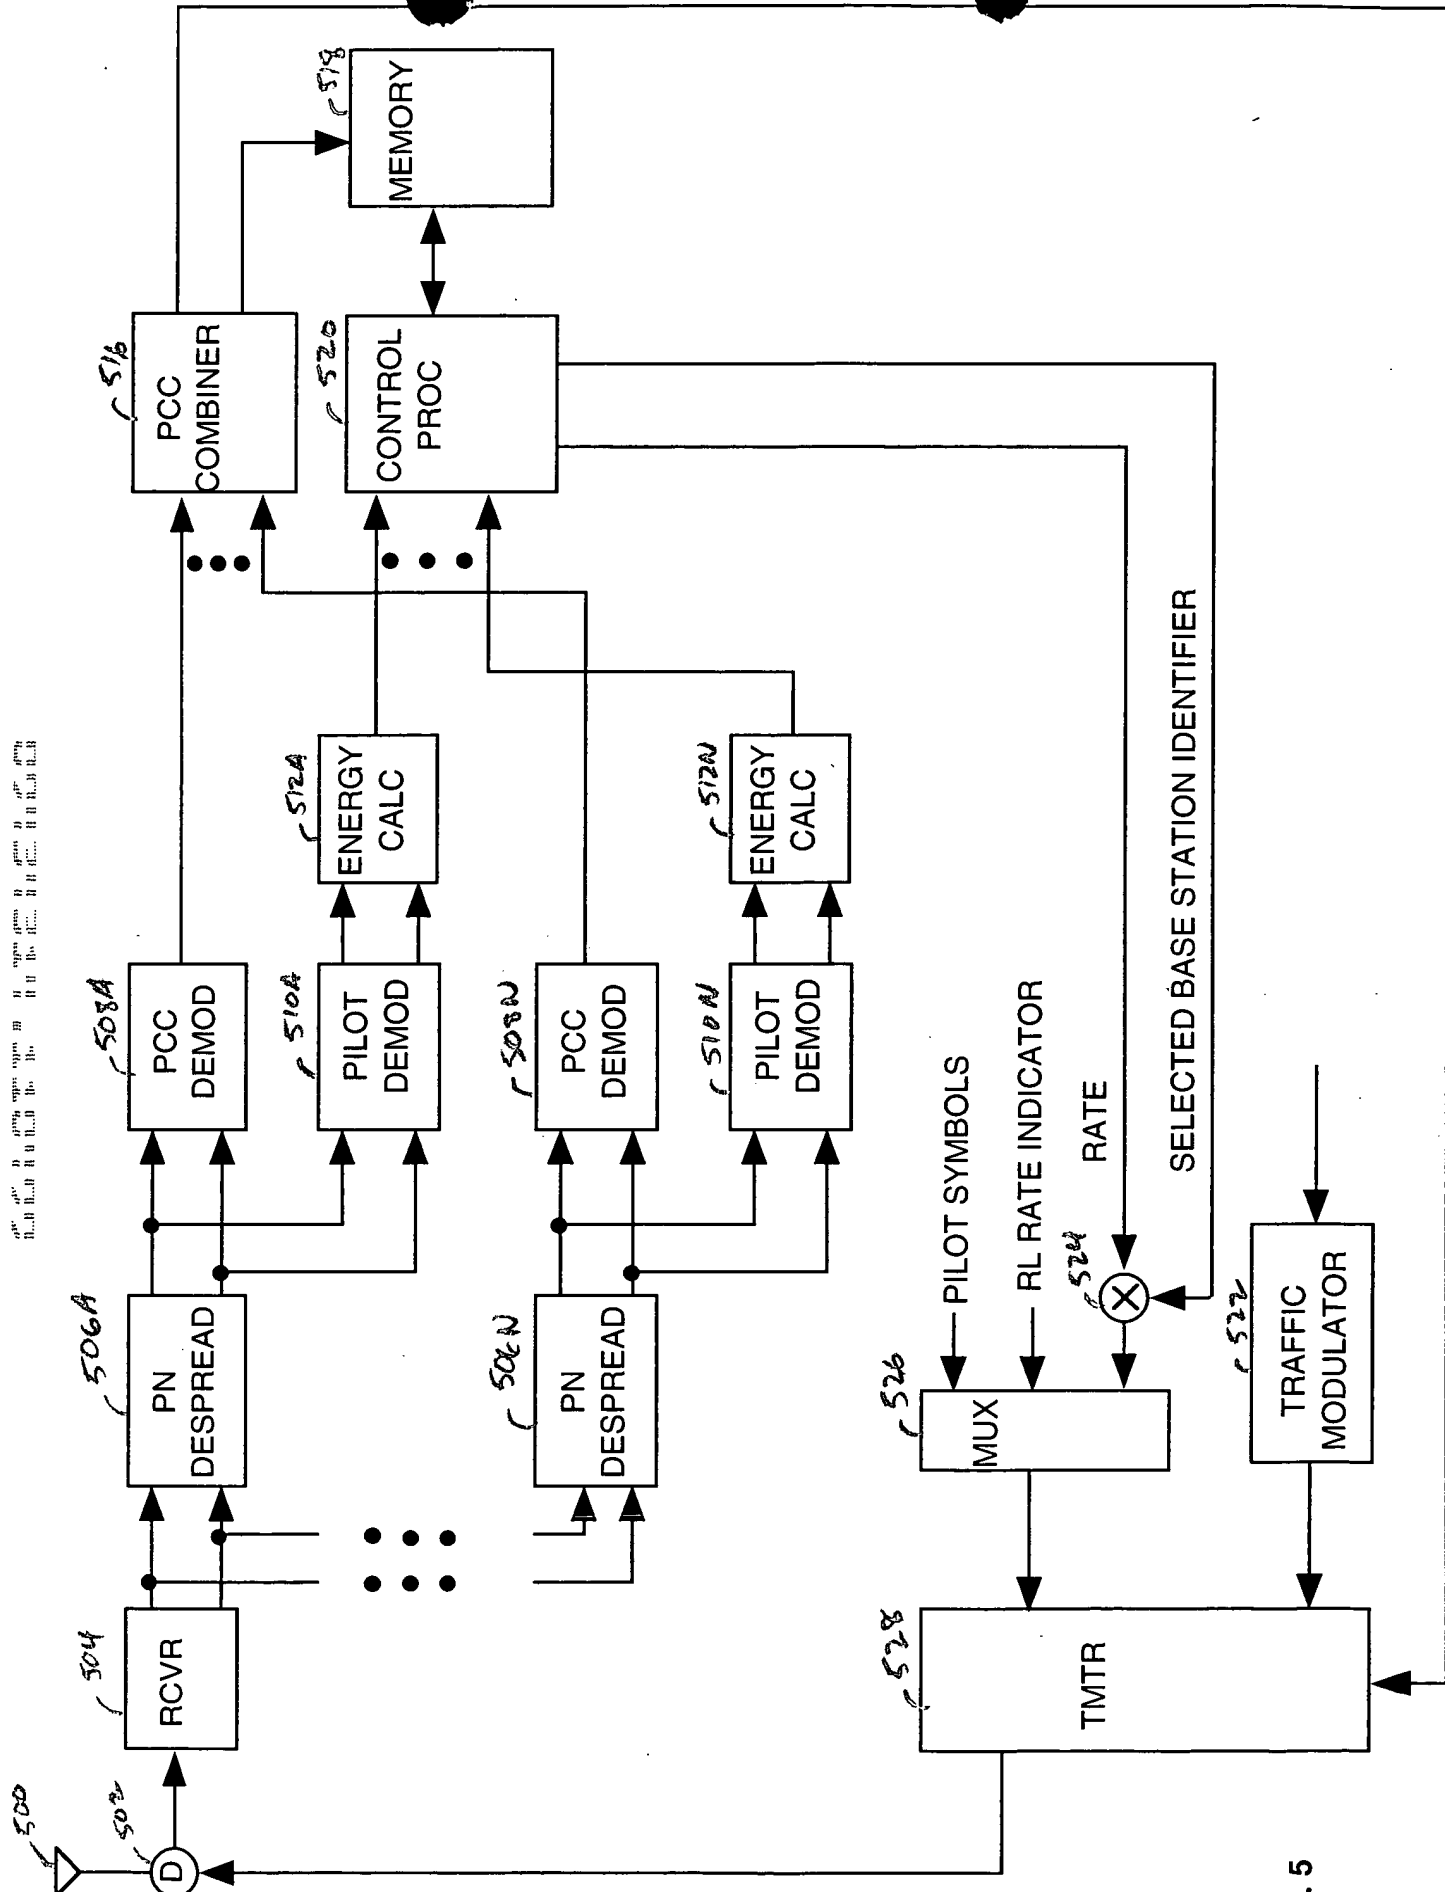 500
502
D
504
RCVR
506A
PN
DESPREAD
508A
PCC
DEMOD
510A
PILOT
DEMOD
512A
ENERGY
CALC
516
PCC
COMBINER
518
MEMORY
520
CONTROL
PROC
506N
PN
DESPREAD
508N
PCC
DEMOD
510N
PILOT
DEMOD
512N
ENERGY
CALC
PILOT SYMBOLS
RL RATE INDICATOR
RATE
SELECTED BASE STATION IDENTIFIER
524
X
526
MUX
522
TRAFFIC
MODULATOR
528
TMTR
. 5